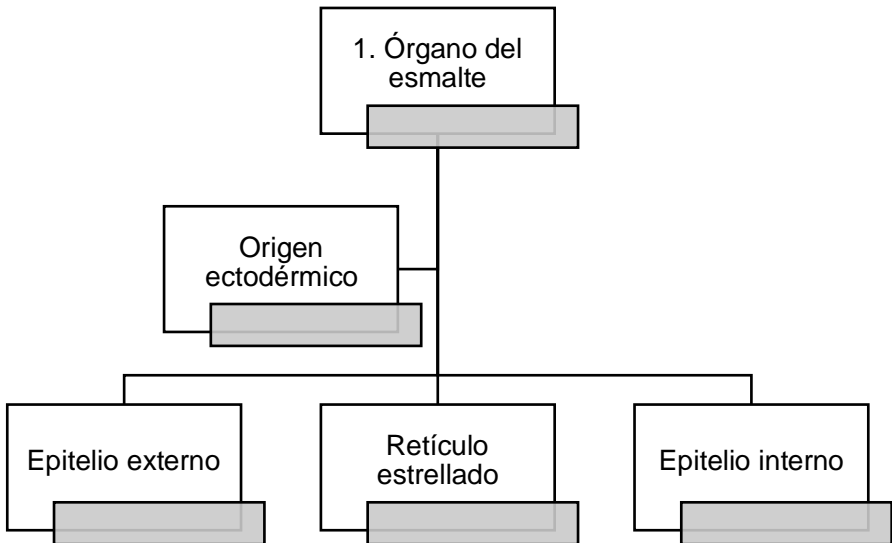 1. Órgano del
esmalte
Origen
ectodérmico
Epitelio externo
Retículo
estrellado
Epitelio interno